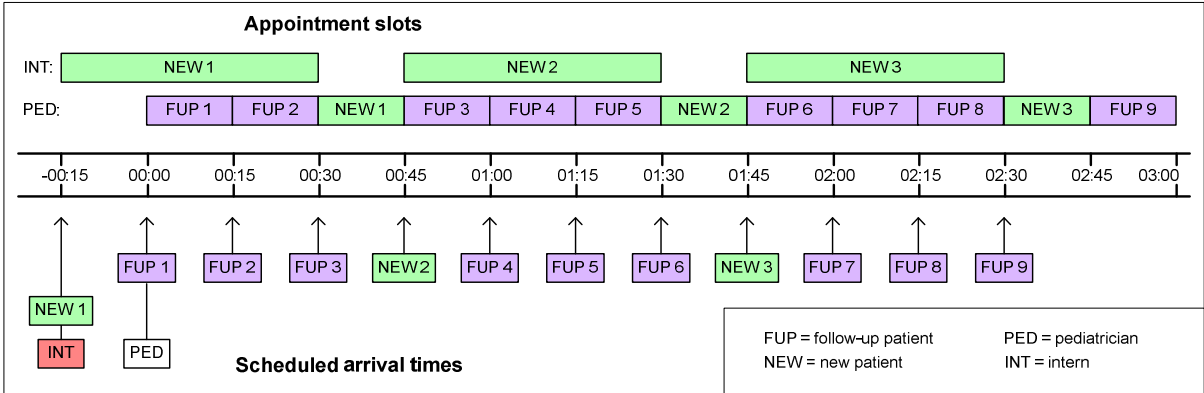 Appointment slots
INT: NEW 1 NEW 2 NEW 3
PED: FUP 1 FUP 2 NEW 1 FUP 3 FUP 4 FUP 5 NEW 2 FUP 6 FUP 7 FUP 8 NEW 3 FUP 9
-00:15 00:00 00:15 00:30 00:45 01:00 01:15 01:30 01:45 02:00 02:15 02:30 02:45 03:00
FUP 1 FUP 2 FUP 3 NEW 2 FUP 4 FUP 5 FUP 6 NEW 3 FUP 7 FUP 8 FUP 9
NEW 1
INT PED
Scheduled arrival times
FUP = follow-up patient PED = pediatrician
NEW = new patient INT = intern